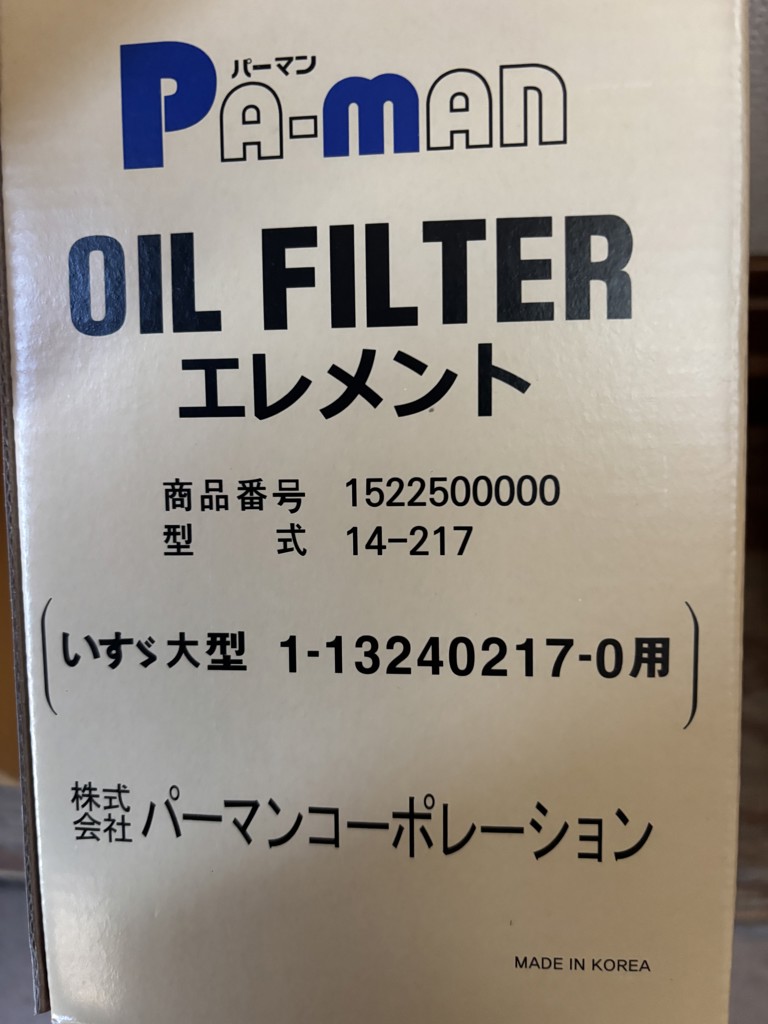 パーマン
PA-MAN
OIL FILTER
エレメント
商品番号 1522500000
型式 14-217
(いすゞ大型 1-13240217-0用)
株式会社パーマンコーポレーション
MADE IN KOREA